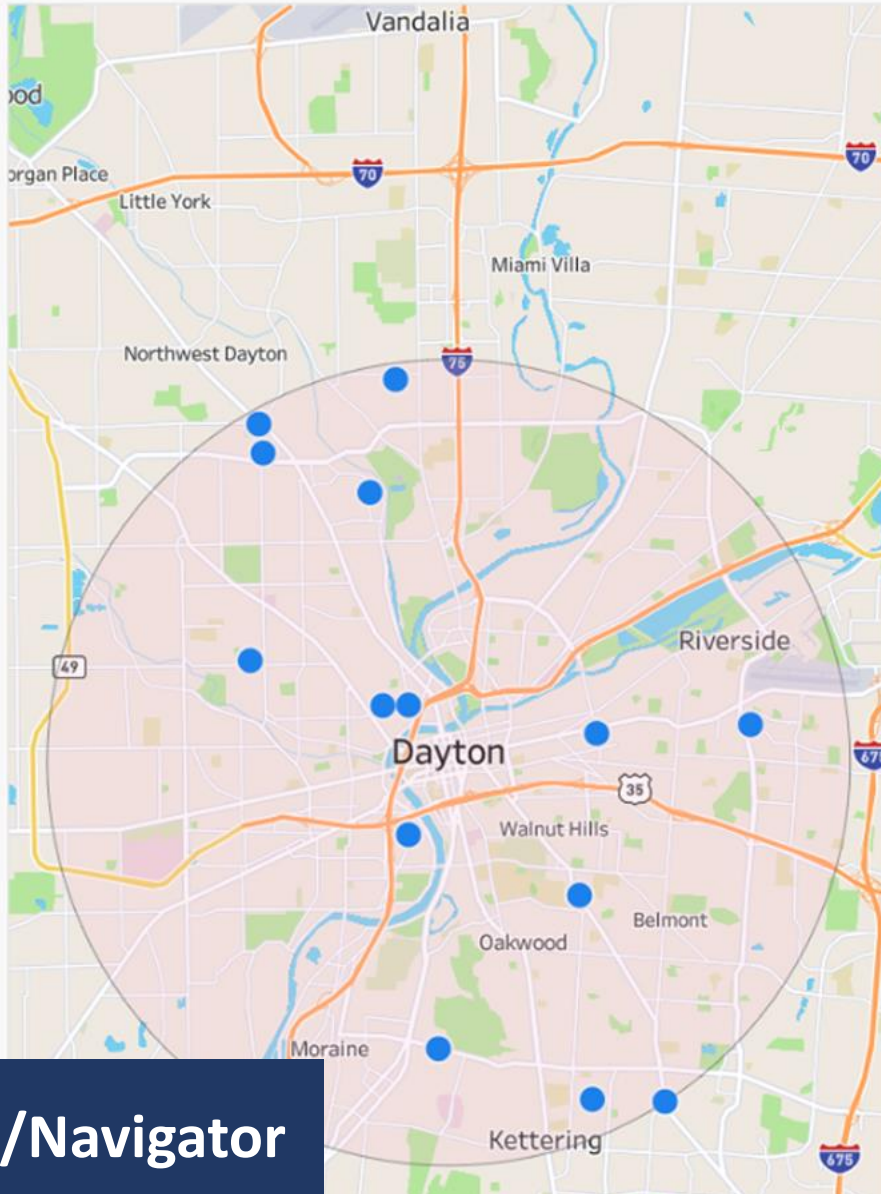 Vandalia
ood
70
70
organ Place
Little York
Miami Villa
Northwest Dayton
75
Riverside
49
Dayton
675
35
Walnut Hills
Belmont
Oakwood
Moraine
/Navigator
Kettering
675